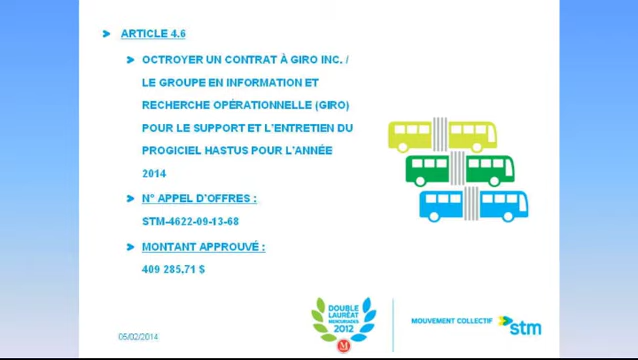 ARTICLE 4.6
OCTROYER UN CONTRAT À GIRO INC. /
LE GROUPE EN INFORMATION ET
RECHERCHE OPÉRATIONNELLE (GIRO)
POUR LE SUPPORT ET L'ENTRETIEN DU
PROGICIEL HASTUS POUR L'ANNÉE
2014
N° APPEL D'OFFRES :
STM-4622-09-13-68
MONTANT APPROUVÉ :
409 285,71 $
DOUBLE
LAURÉAT
MERCURIADES
2012
M
MOUVEMENT COLLECTIF
stm
05/02/2014